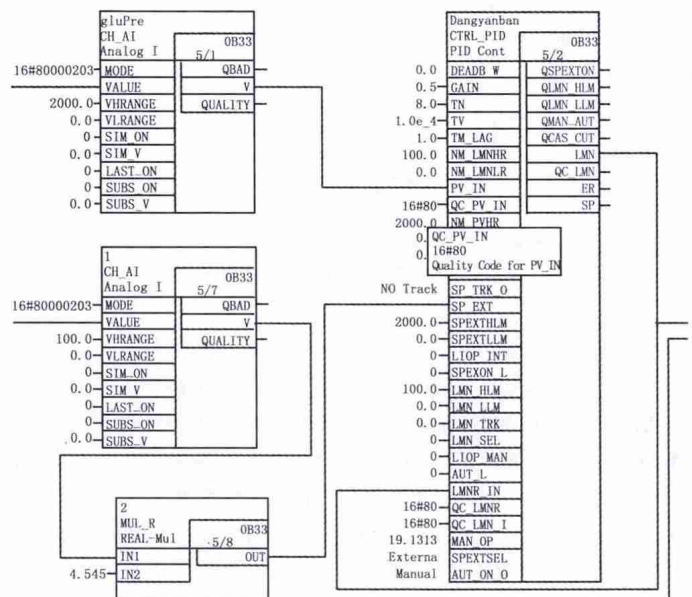 gluPre
CH_AI
Analog I
OB33
5/1
16#80000203 MODE QBAD
VALUE V
2000.0 VHRANGE QUALITY
0.0 VLRANGE
0 SIM_ON
0.0 SIM_V
0 LAST_ON
0 SUBS_ON
0.0 SUBS_V
1
CH_AI
Analog I
OB33
5/7
16#80000203 MODE QBAD
VALUE V
100.0 VHRANGE QUALITY
0.0 VLRANGE
0 SIM_ON
0.0 SIM_V
0 LAST_ON
0 SUBS_ON
0.0 SUBS_V
2
MUL_R
REAL-Mul
OB33
5/8
IN1 OUT
4.545 IN2
Dangyanban
CTRL_PID
PID Cont
OB33
5/2
0.0 DEADB_W QSPEXTON
0.5 GAIN QLMN_HLM
8.0 TN QLMN_LLM
1.0e_4 TV QMAN_AUT
1.0 TM_LAG QCAS_CUT
100.0 NM_LMNHR LMN
0.0 NM_LMNLR QC_LMN
PV_IN ER
16#80 QC_PV_IN SP
2000.0 NM_PVHR
0.
0.
QC_PV_IN
16#80
Quality Code for PV_IN
NO Track SP_TRK_O
SP_EXT
2000.0 SPEXTHLM
0.0 SPEXTLLM
0 LIOP_INT
0 SPEXON_L
100.0 LMN_HLM
0.0 LMN_LLM
0.0 LMN_TRK
0 LMN_SEL
0 LIOP_MAN
0 AUT_L
LMNR_IN
16#80 QC_LMNR
16#80 QC_LMN_I
19.1313 MAN_OP
Externa SPEXTSEL
Manual AUT_ON_O